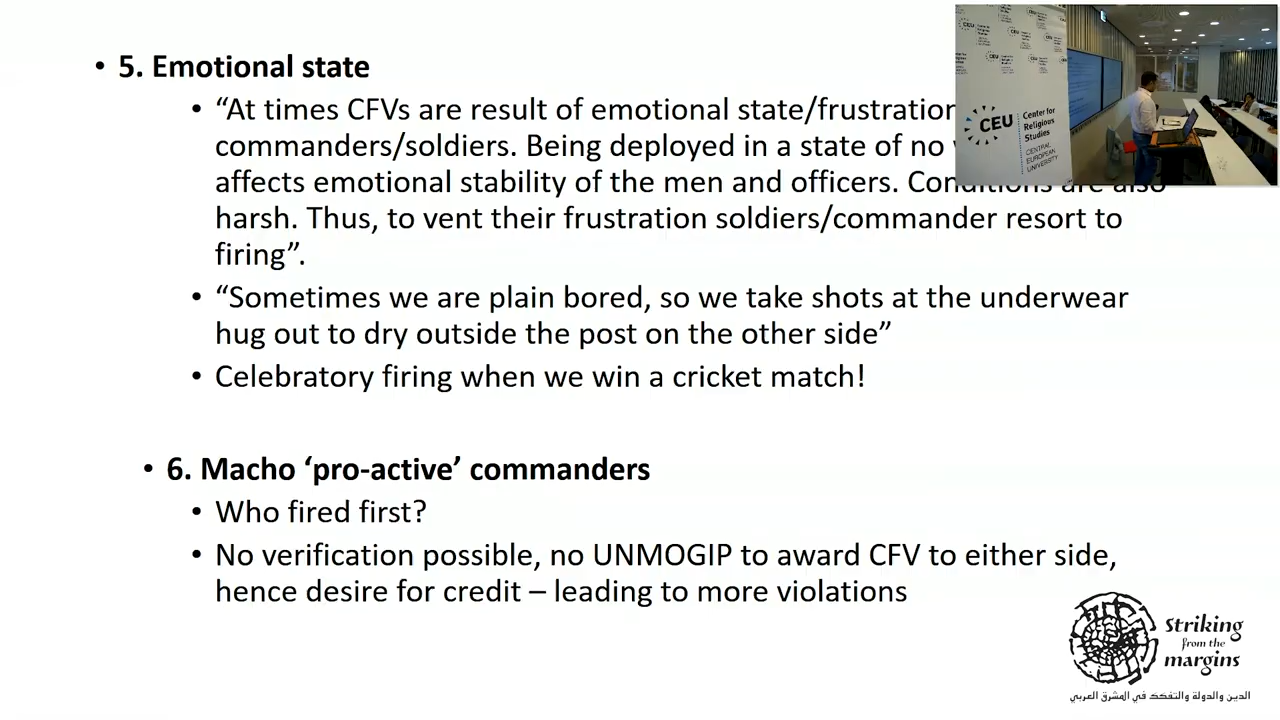 • 5. Emotional state
• “At times CFVs are result of emotional state/frustration
commanders/soldiers. Being deployed in a state of no
affects emotional stability of the men and officers. Conditions are also
harsh. Thus, to vent their frustration soldiers/commander resort to
firing”.
• “Sometimes we are plain bored, so we take shots at the underwear
hug out to dry outside the post on the other side”
• Celebratory firing when we win a cricket match!
• 6. Macho ‘pro-active’ commanders
• Who fired first?
• No verification possible, no UNMOGIP to award CFV to either side,
hence desire for credit – leading to more violations
CEU
Center for
Religious
Studies
CENTRAL
EUROPEAN
UNIVERSITY
Striking
from the
margins
الدين والدولة والتفكك في المشرق العربي